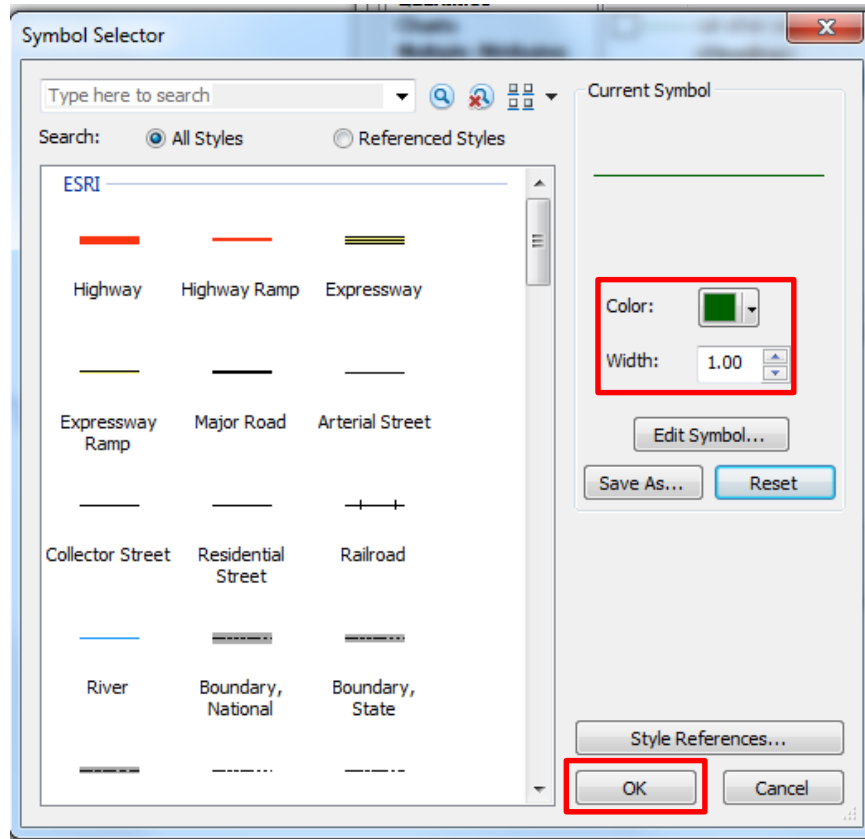 Symbol Selector
Type here to search
Search: All Styles Referenced Styles
ESRI
Highway Highway Ramp Expressway
Expressway Ramp
Major Road
Arterial Street
Collector Street
Residential Street
Railroad
River
Boundary, National
Boundary, State
Current Symbol
Color:
Width: 1.00
Edit Symbol...
Save As... Reset
Style References...
OK Cancel